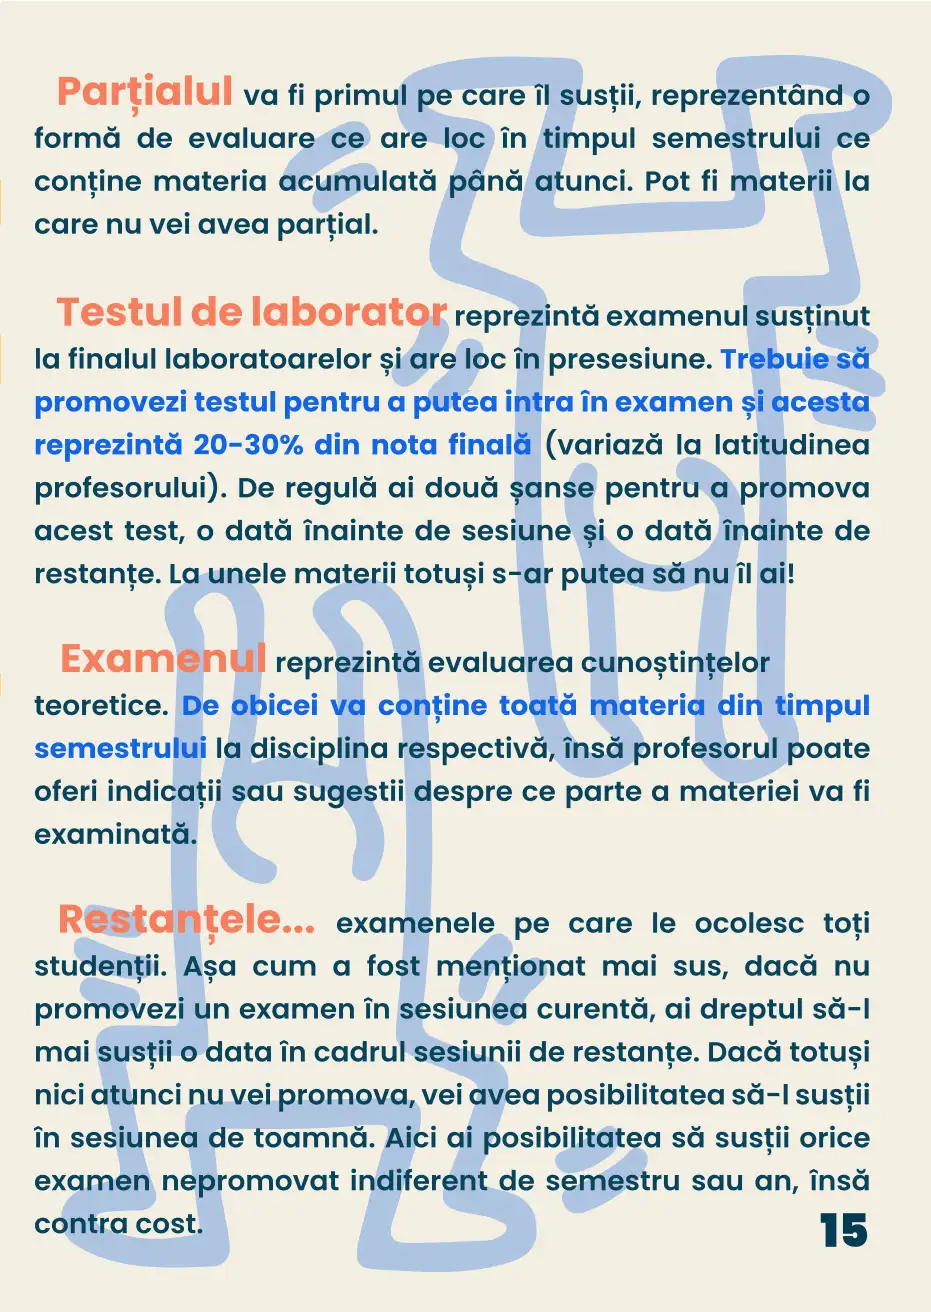 Parțialul va fi primul pe care îl susții, reprezentând o
formă de evaluare ce are loc în timpul semestrului ce
conține materia acumulată până atunci. Pot fi materii la
care nu vei avea parțial.
Testul de laborator reprezintă examenul susținut
la finalul laboratoarelor și are loc în presesiune. Trebuie să
promovezi testul pentru a putea intra în examen și acesta
reprezintă 20-30% din nota finală (variază la latitudinea
profesorului). De regulă ai două șanse pentru a promova
acest test, o dată înainte de sesiune și o dată înainte de
restanțe. La unele materii totuși s-ar putea să nu îl ai!
Examenul reprezintă evaluarea cunoștințelor
teoretice. De obicei va conține toată materia din timpul
semestrului la disciplina respectivă, însă profesorul poate
oferi indicații sau sugestii despre ce parte a materiei va fi
examinată.
Restanțele... examenele pe care le ocolesc toți
studenții. Așa cum a fost menționat mai sus, dacă nu
promovezi un examen în sesiunea curentă, ai dreptul să-l
mai susții o data în cadrul sesiunii de restanțe. Dacă totuși
nici atunci nu vei promova, vei avea posibilitatea să-l susții
în sesiunea de toamnă. Aici ai posibilitatea să susții orice
examen nepromovat indiferent de semestru sau an, însă
contra cost.
15